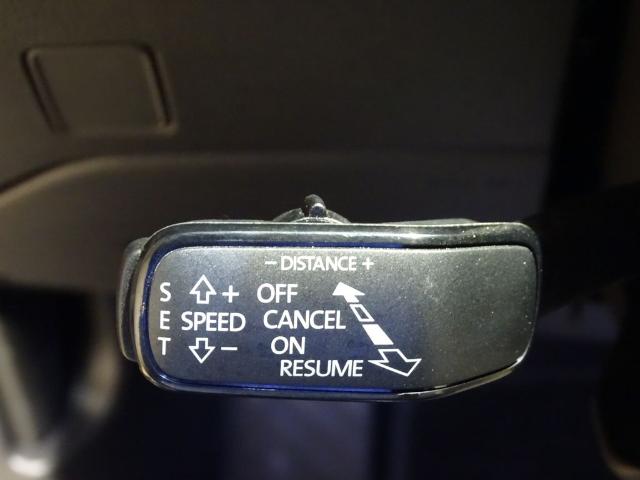 − DISTANCE +
S + OFF
E SPEED CANCEL
T − ON
RESUME